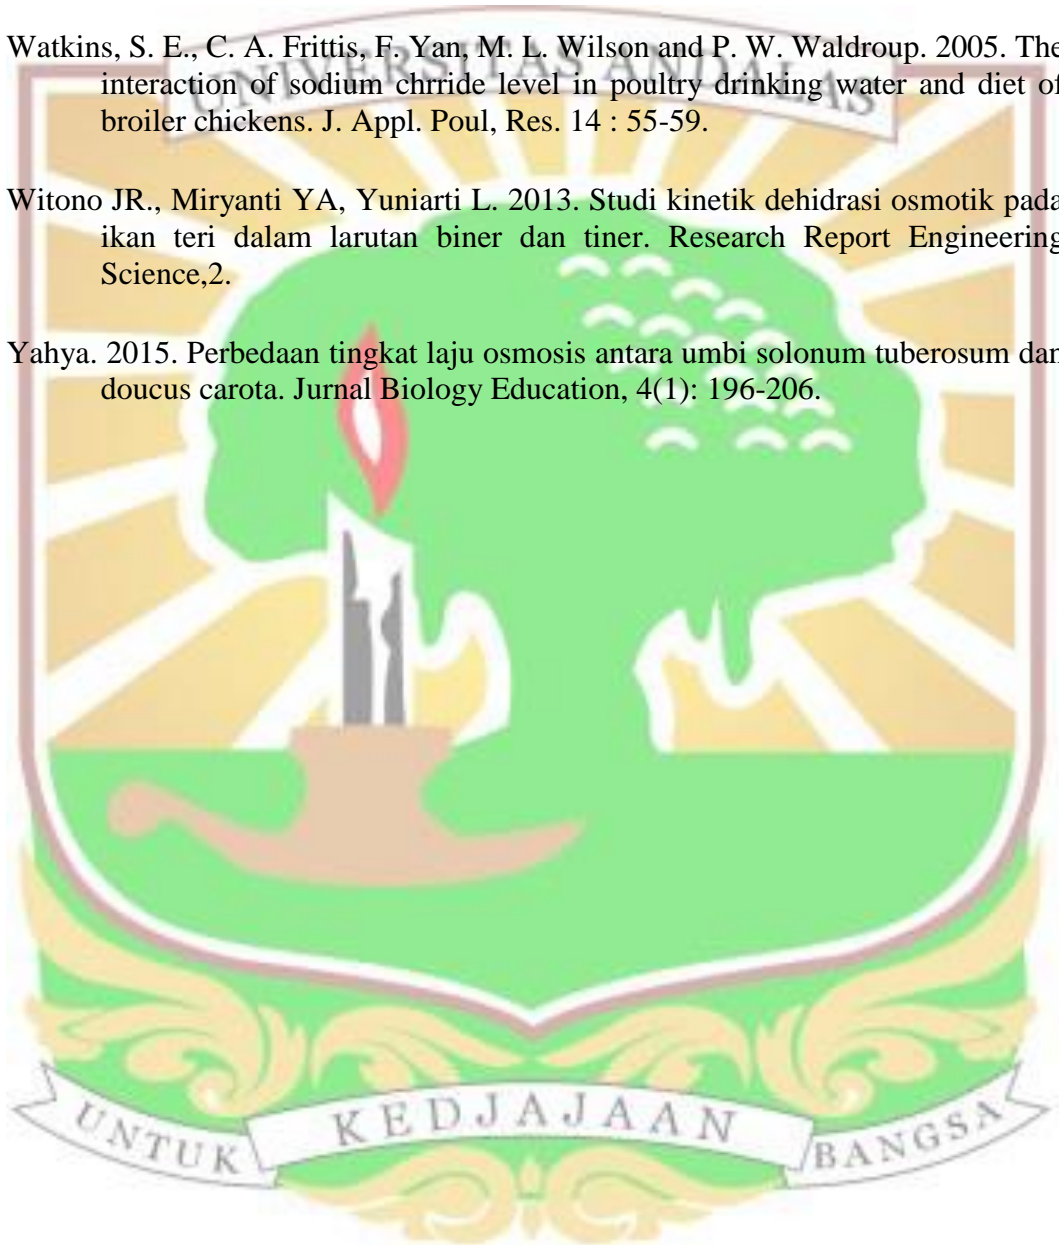 Watkins, S. E., C. A. Frittis, F. Yan, M. L. Wilson and P. W. Waldroup. 2005. The
interaction of sodium chrride level in poultry drinking water and diet of
broiler chickens. J. Appl. Poul, Res. 14 : 55-59.
UNIVERSITAS ANDALAS
Witono JR., Miryanti YA, Yuniarti L. 2013. Studi kinetik dehidrasi osmotik pada
ikan teri dalam larutan biner dan tiner. Research Report Engineering
Science,2.
Yahya. 2015. Perbedaan tingkat laju osmosis antara umbi solonum tuberosum dan
doucus carota. Jurnal Biology Education, 4(1): 196-206.
UNTUK KEDJAJAAN BANGSA